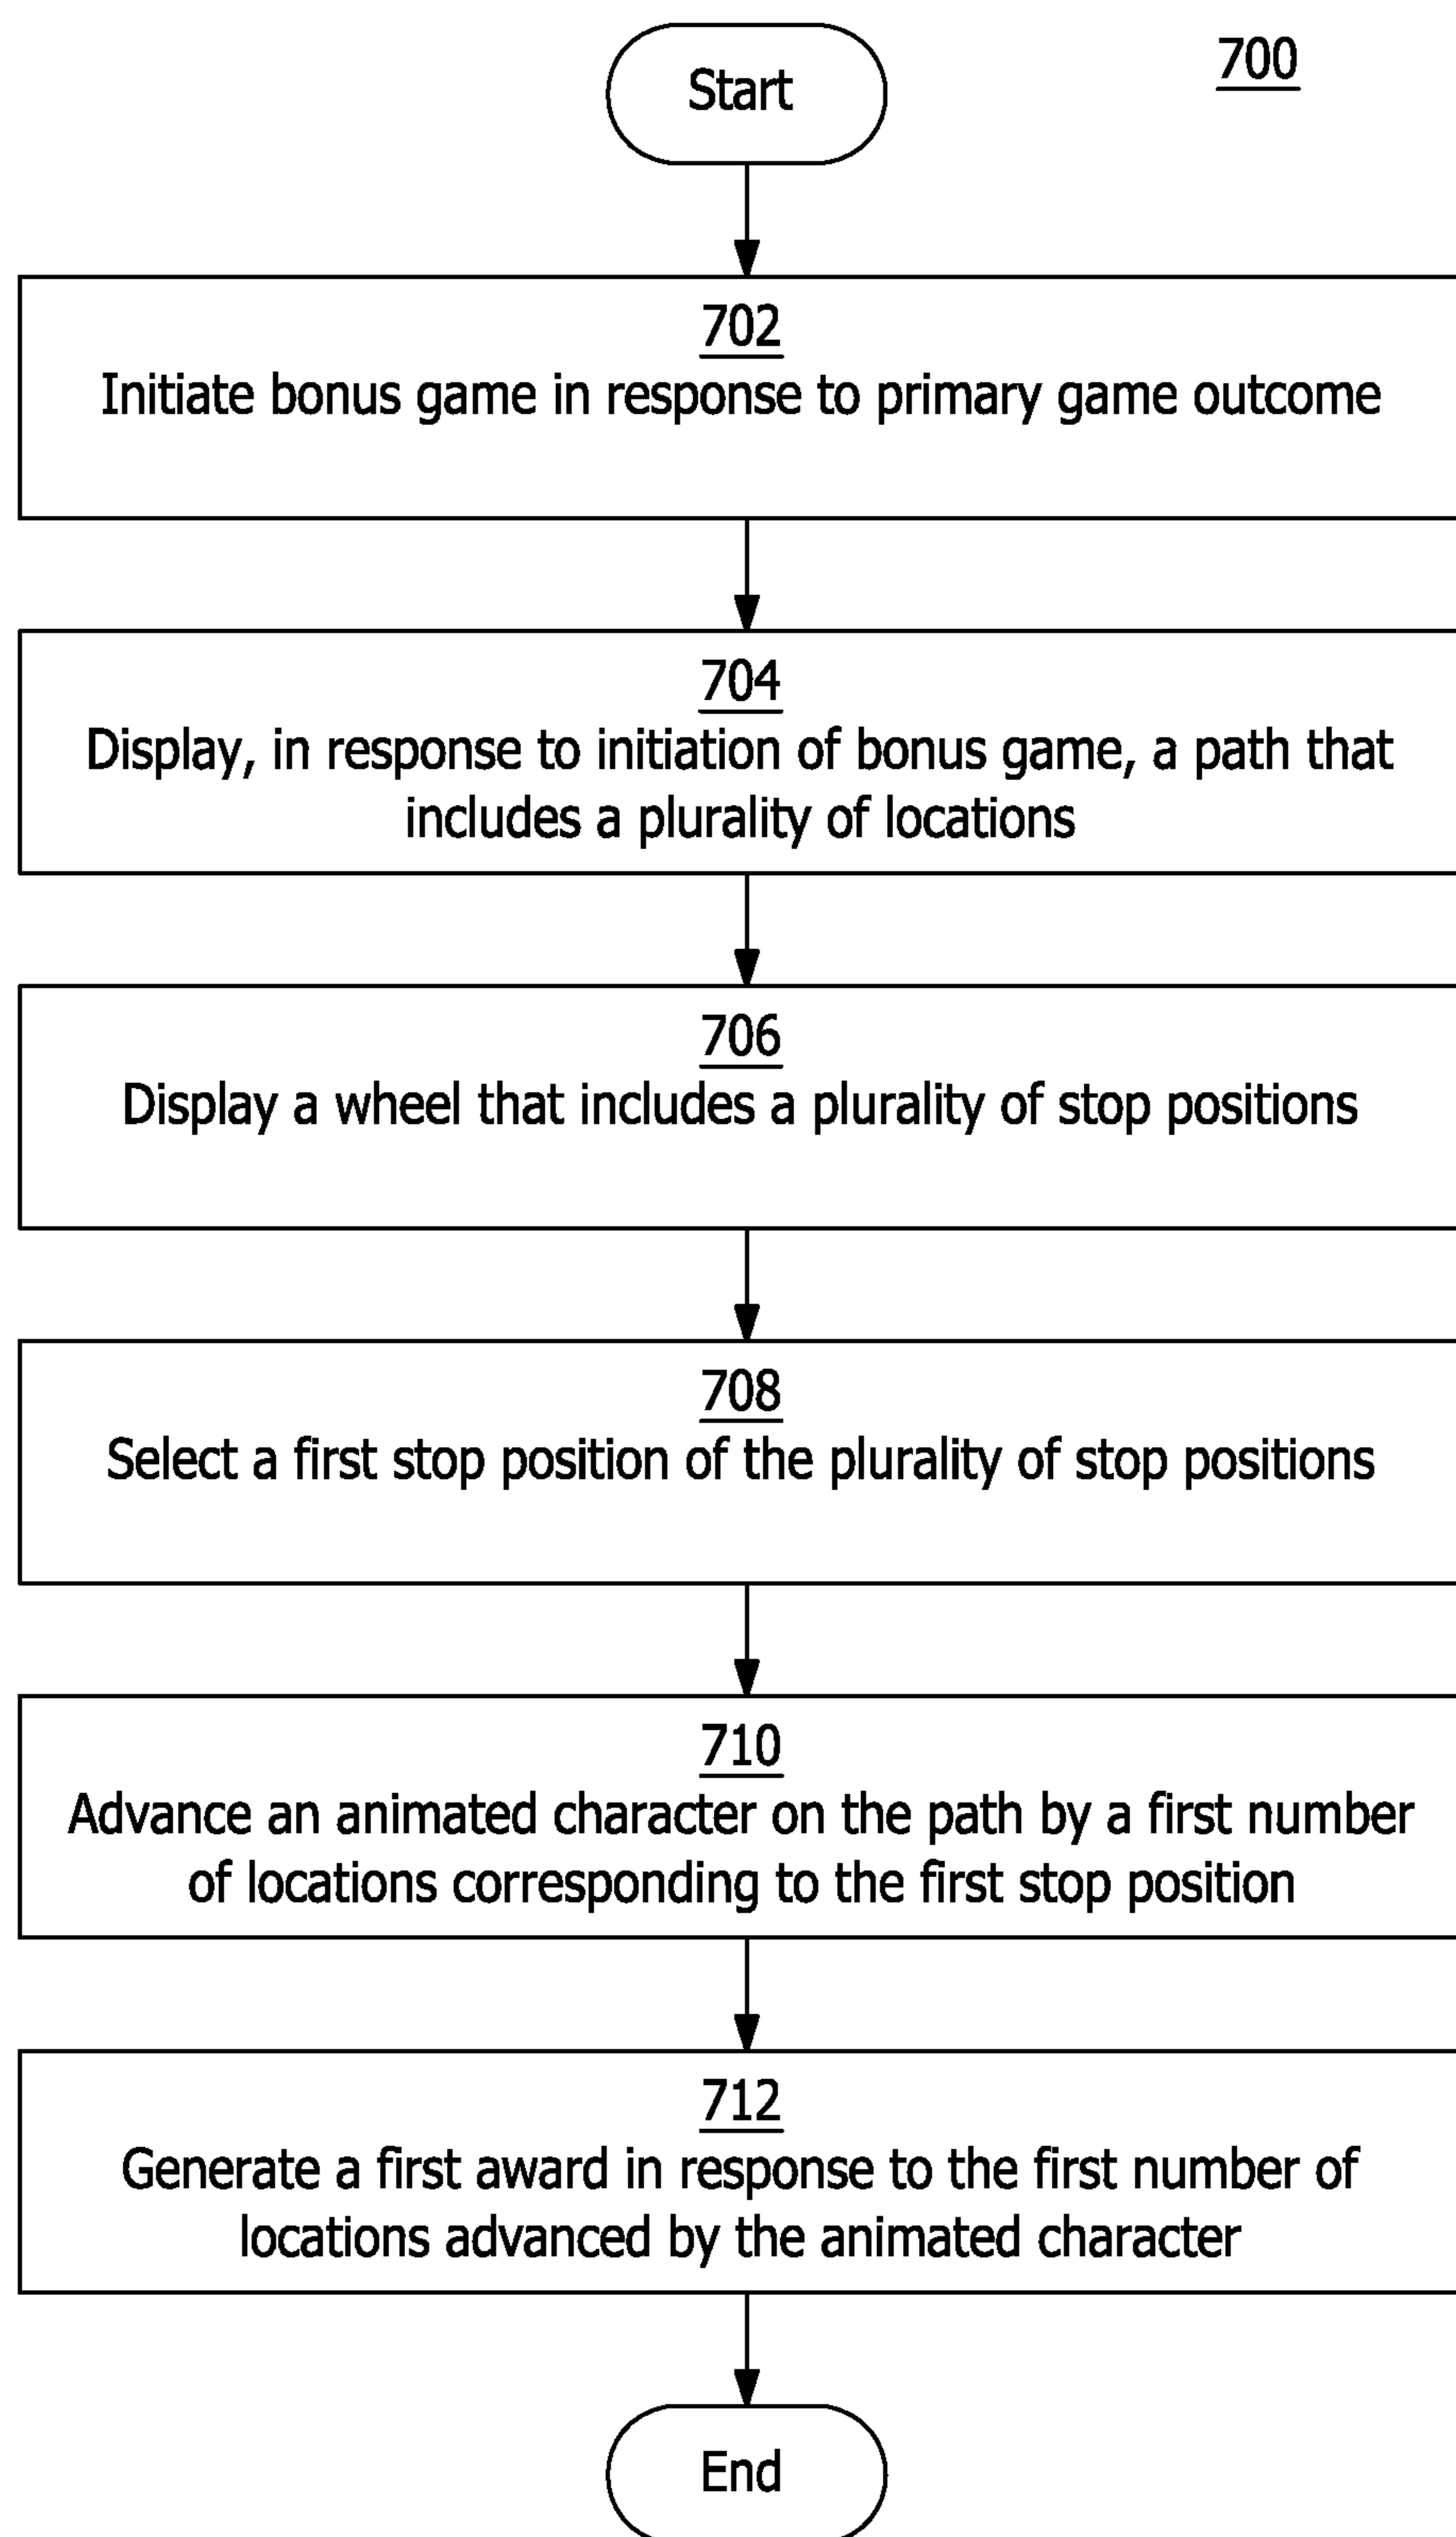 Start
700
702
Initiate bonus game in response to primary game outcome
704
Display, in response to initiation of bonus game, a path that
includes a plurality of locations
706
Display a wheel that includes a plurality of stop positions
708
Select a first stop position of the plurality of stop positions
710
Advance an animated character on the path by a first number
of locations corresponding to the first stop position
712
Generate a first award in response to the first number of
locations advanced by the animated character
End